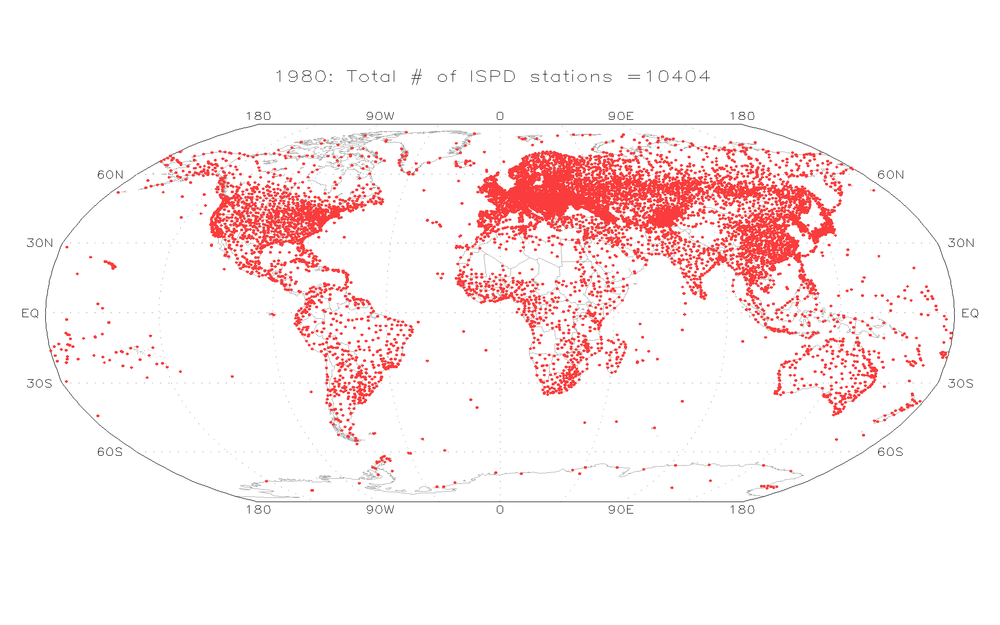 1980: Total # of ISPD stations =10404
180 90W 0 90E 180
60N 60N
30N 30N
EQ EQ
30S 30S
60S 60S
180 90W 0 90E 180